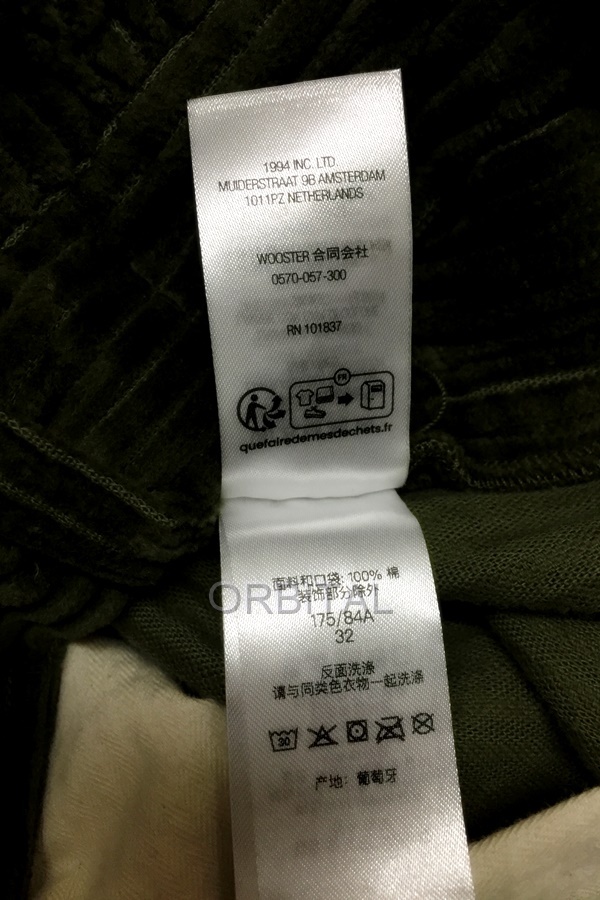 1994 INC. LTD.
MUIDERSTRAAT 9B AMSTERDAM
1011PZ NETHERLANDS
WOOSTER 合同会社
0570-057-300
RN 101837
FR
quefairedemesdechets.fr
面料和口袋: 100% 棉
装饰部分除外
ORBITAL
175/84A
32
反面洗涤
请与同类色衣物一起洗涤
30
产地: 葡萄牙